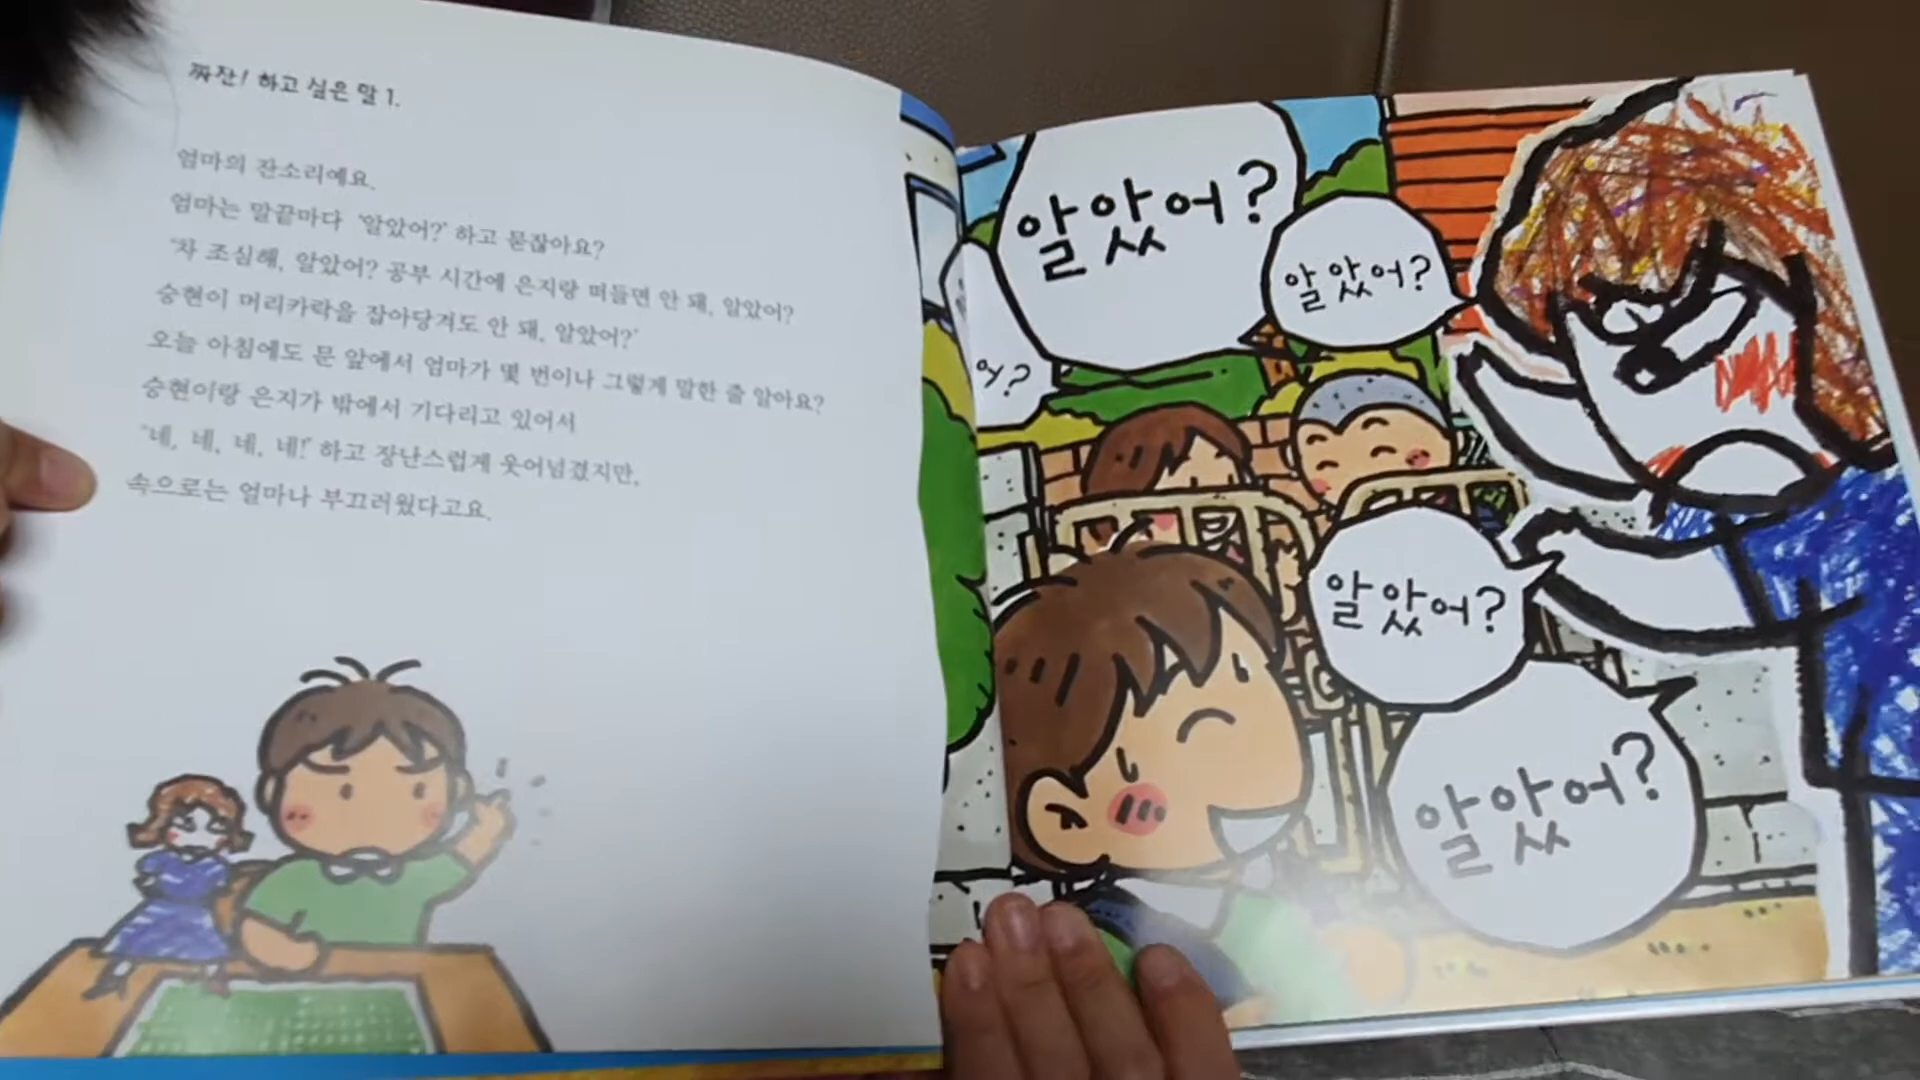 짜잔! 하고 싶은 말 1.
엄마의 잔소리예요.
엄마는 말끝마다 '알았어?' 하고 묻잖아요?
"차 조심해, 알았어? 공부 시간에 은지랑 떠들면 안 돼, 알았어?
숭현이 머리카락을 잡아당겨도 안 돼, 알았어?"
오늘 아침에도 문 앞에서 엄마가 몇 번이나 그렇게 말한 줄 알아요?
숭현이랑 은지가 밖에서 기다리고 있어서
"네, 네, 네, 네!" 하고 장난스럽게 웃어넘겼지만,
속으로는 얼마나 부끄러웠다고요.
알았어?
알았어?
어?
알았어?
알았어?